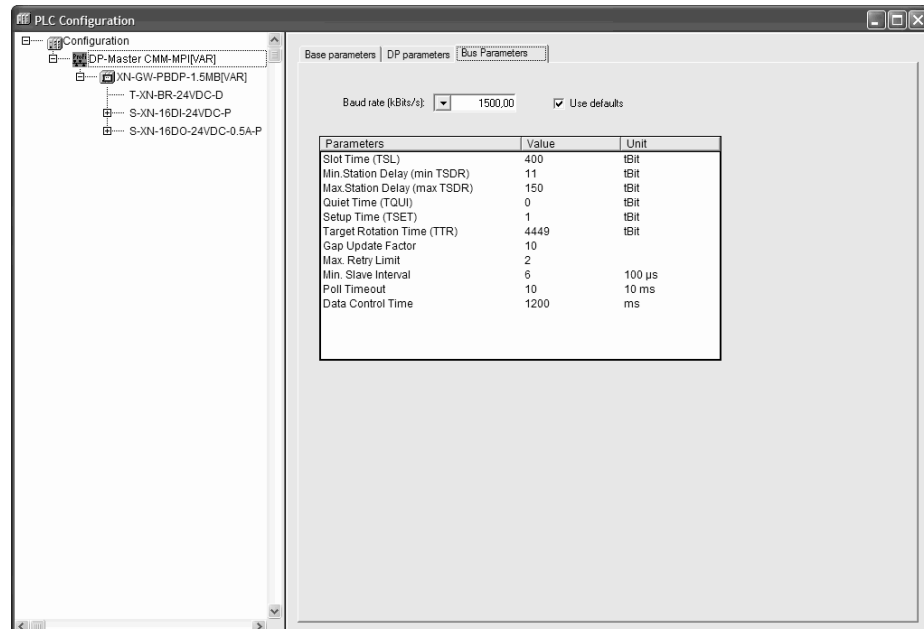 PLC Configuration
Configuration
DP-Master CMM-MPI[VAR]
XN-GW-PBDP-1.5MB[VAR]
T-XN-BR-24VDC-D
S-XN-16DI-24VDC-P
S-XN-16DO-24VDC-0.5A-P
Base parameters DP parameters Bus Parameters
Baud rate (kBits/s): 1500,00 Use defaults
Parameters Value Unit
Slot Time (TSL) 400 tBit
Min.Station Delay (min TSDR) 11 tBit
Max.Station Delay (max TSDR) 150 tBit
Quiet Time (TQUI) 0 tBit
Setup Time (TSET) 1 tBit
Target Rotation Time (TTR) 4449 tBit
Gap Update Factor 10
Max. Retry Limit 2
Min. Slave Interval 6 100 µs
Poll Timeout 10 10 ms
Data Control Time 1200 ms